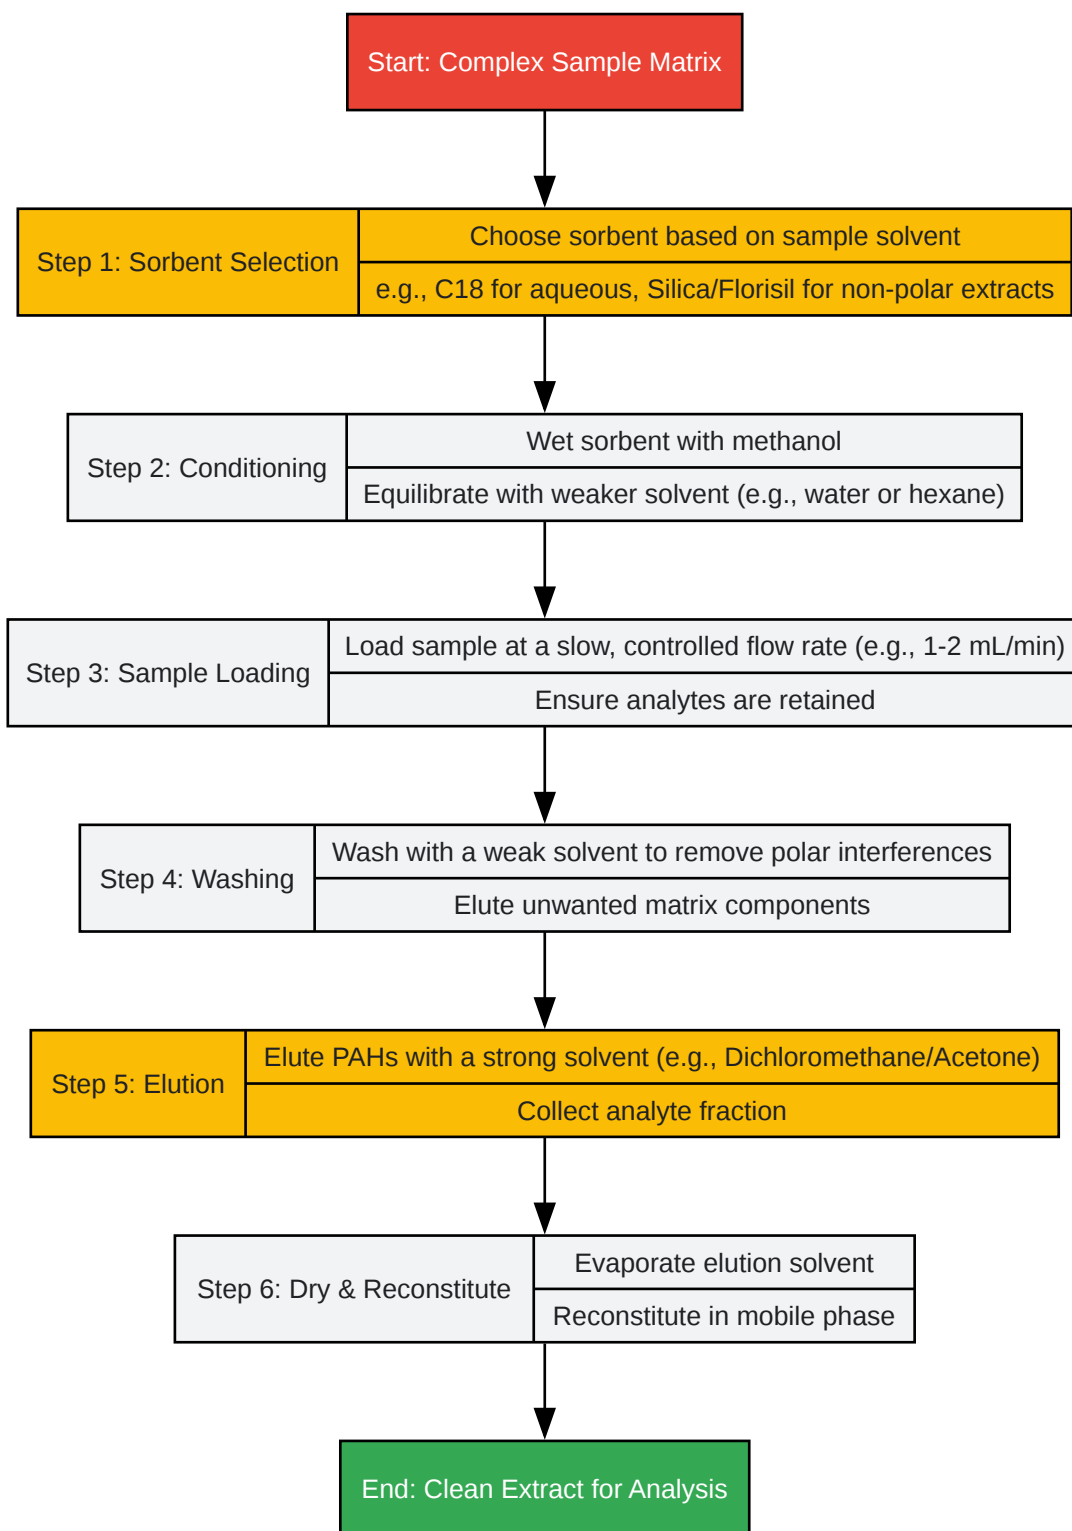 Start: Complex Sample Matrix
Step 1: Sorbent Selection
Choose sorbent based on sample solvent
e.g., C18 for aqueous, Silica/Florisil for non-polar extracts
Step 2: Conditioning
Wet sorbent with methanol
Equilibrate with weaker solvent (e.g., water or hexane)
Step 3: Sample Loading
Load sample at a slow, controlled flow rate (e.g., 1-2 mL/min)
Ensure analytes are retained
Step 4: Washing
Wash with a weak solvent to remove polar interferences
Elute unwanted matrix components
Step 5: Elution
Elute PAHs with a strong solvent (e.g., Dichloromethane/Acetone)
Collect analyte fraction
Step 6: Dry & Reconstitute
Evaporate elution solvent
Reconstitute in mobile phase
End: Clean Extract for Analysis